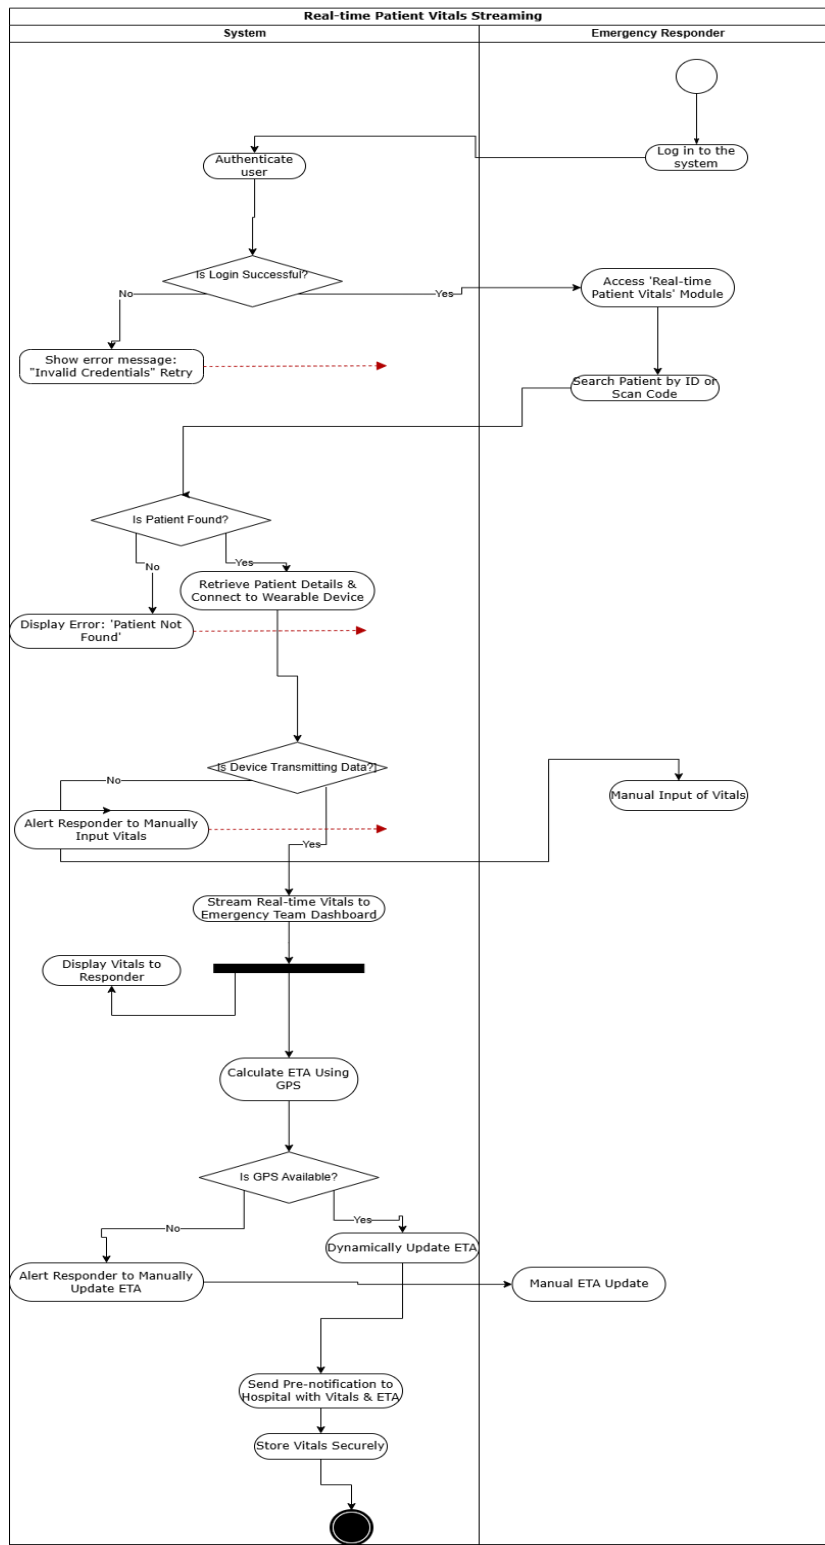 Real-time Patient Vitals Streaming
System
Emergency Responder
Log in to the
system
Authenticate
user
Is Login Successful?
No
Yes
Access 'Real-time
Patient Vitals' Module
Show error message:
"Invalid Credentials" Retry
Search Patient by ID or
Scan Code
Is Patient Found?
No
Yes
Retrieve Patient Details &
Connect to Wearable Device
Display Error: 'Patient Not
Found'
Is Device Transmitting Data?]
No
Manual Input of Vitals
Alert Responder to Manually
Input Vitals
Yes
Stream Real-time Vitals to
Emergency Team Dashboard
Display Vitals to
Responder
Calculate ETA Using
GPS
Is GPS Available?
No
Yes
Dynamically Update ETA
Alert Responder to Manually
Update ETA
Manual ETA Update
Send Pre-notification to
Hospital with Vitals & ETA
Store Vitals Securely